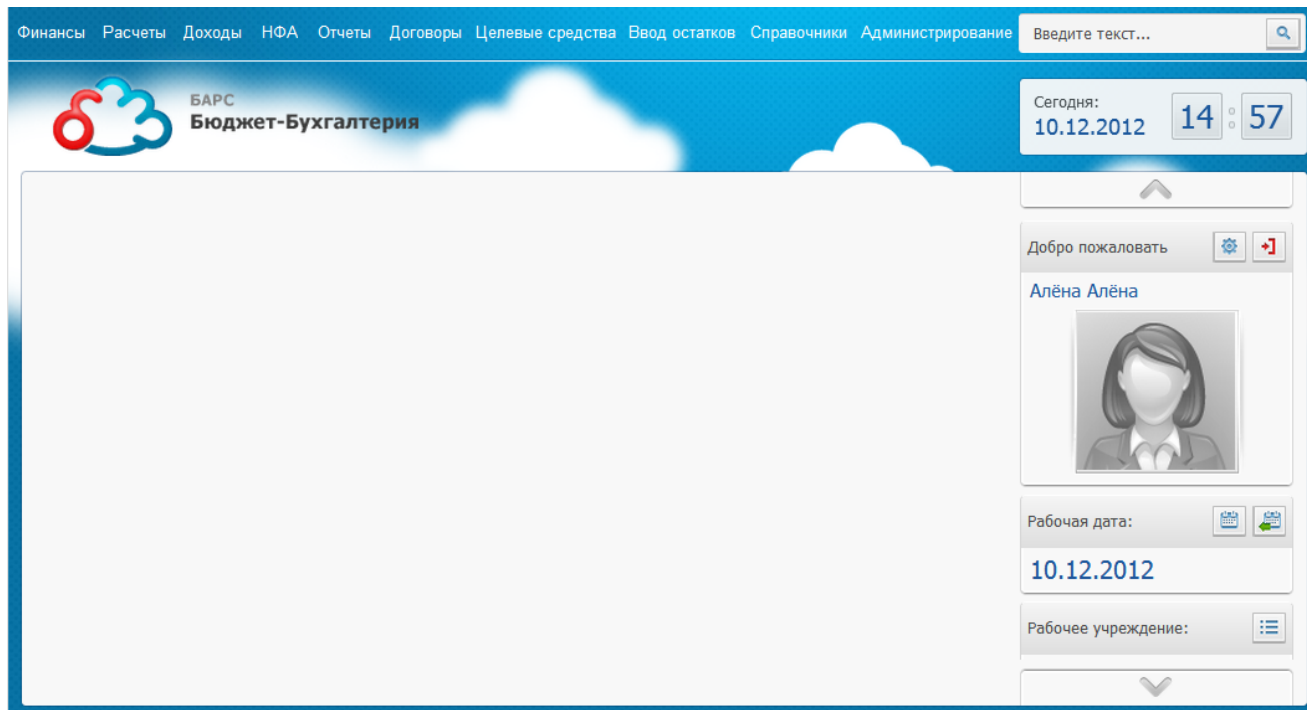 Финансы Расчеты Доходы НФА Отчеты Договоры Целевые средства Ввод остатков Справочники Администрирование Введите текст...
БАРС
Бюджет-Бухгалтерия
Сегодня:
10.12.2012
14 : 57
Добро пожаловать
Алёна Алёна
Рабочая дата:
10.12.2012
Рабочее учреждение: